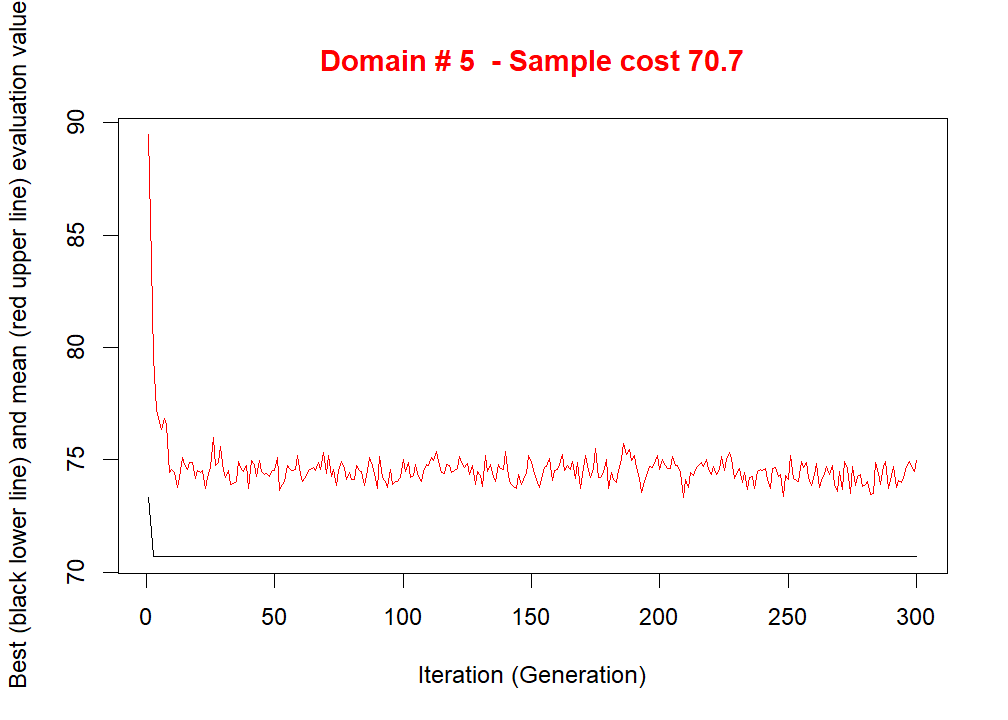 Domain # 5  - Sample cost 70.7
Best (black lower line) and mean (red upper line) evaluation value
90
85
80
75
70
0 50 100 150 200 250 300
Iteration (Generation)